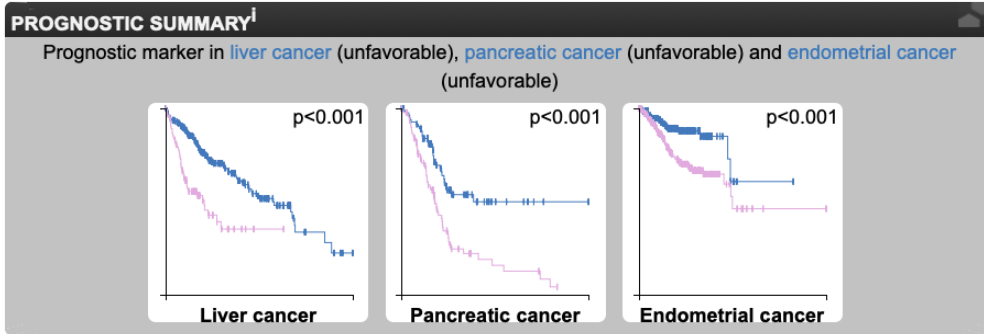 PROGNOSTIC SUMMARYi
Prognostic marker in liver cancer (unfavorable), pancreatic cancer (unfavorable) and endometrial cancer
(unfavorable)
p<0.001
p<0.001
p<0.001
Liver cancer
Pancreatic cancer
Endometrial cancer